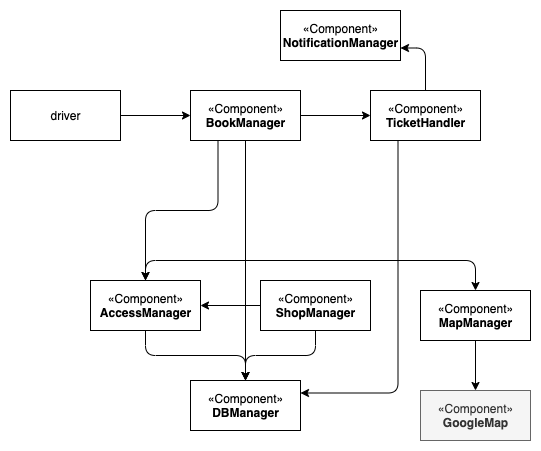 «Component»
NotificationManager
driver
«Component»
BookManager
«Component»
TicketHandler
«Component»
AccessManager
«Component»
ShopManager
«Component»
MapManager
«Component»
DBManager
«Component»
GoogleMap